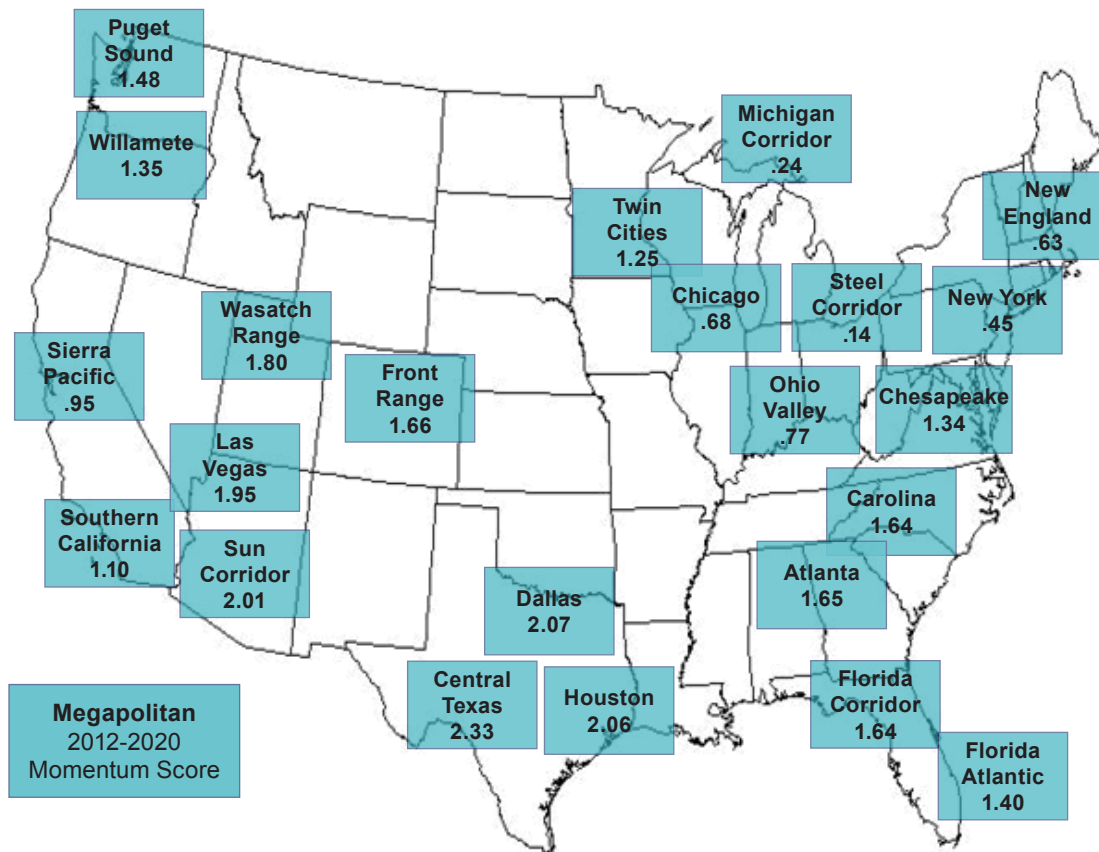 Puget
Sound
1.48
Willamete
1.35
Michigan
Corridor
.24
New
England
.63
Twin
Cities
1.25
Chicago
.68
Steel
Corridor
.14
New York
.45
Wasatch
Range
1.80
Sierra
Pacific
.95
Front
Range
1.66
Ohio
Valley
.77
Chesapeake
1.34
Las
Vegas
1.95
Carolina
1.64
Southern
California
1.10
Sun
Corridor
2.01
Atlanta
1.65
Dallas
2.07
Central
Texas
2.33
Houston
2.06
Florida
Corridor
1.64
Florida
Atlantic
1.40
Megapolitan
2012-2020
Momentum Score